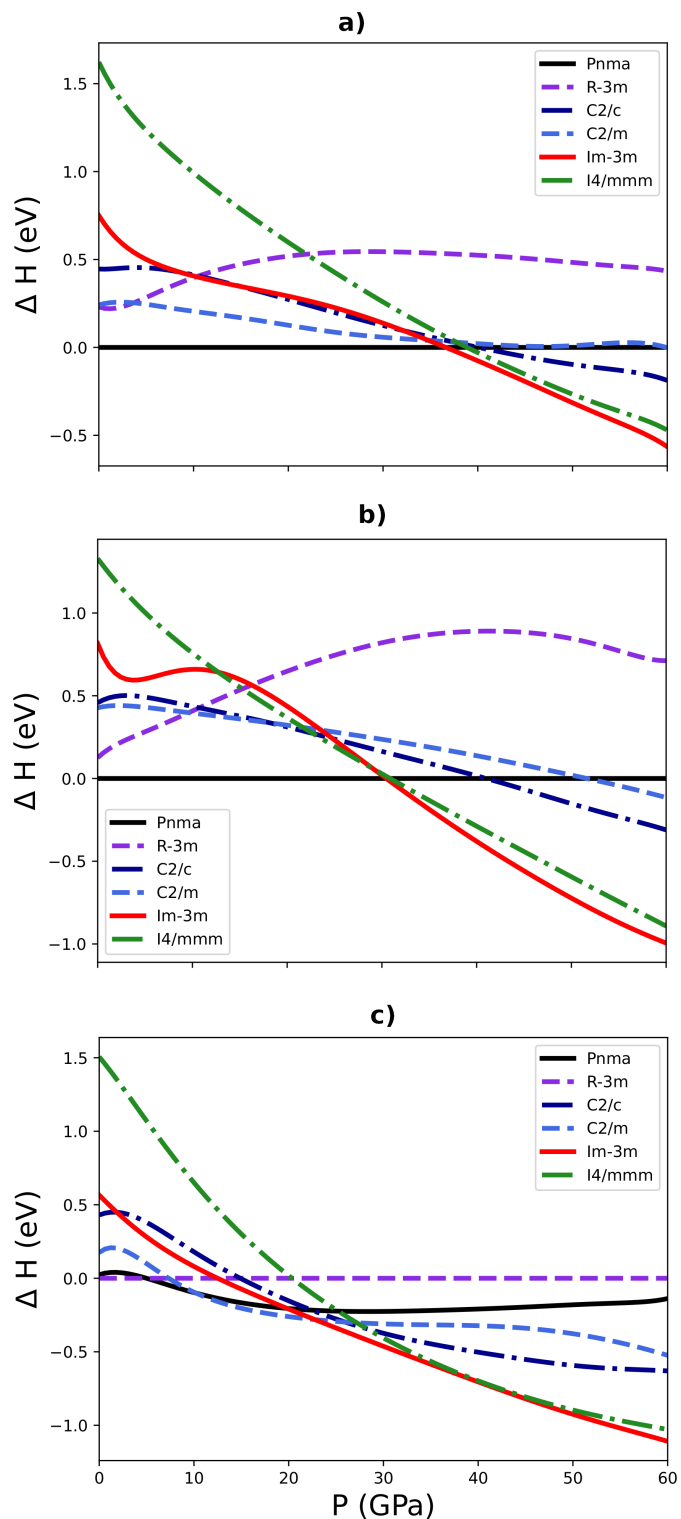 a)
Δ H (eV)
1.5
1.0
0.5
0.0
−0.5
Pnma
R-3m
C2/c
C2/m
Im-3m
I4/mmm
b)
Δ H (eV)
1.0
0.5
0.0
−0.5
−1.0
Pnma
R-3m
C2/c
C2/m
Im-3m
I4/mmm
c)
Δ H (eV)
1.5
1.0
0.5
0.0
−0.5
−1.0
Pnma
R-3m
C2/c
C2/m
Im-3m
I4/mmm
0 10 20 30 40 50 60
P (GPa)